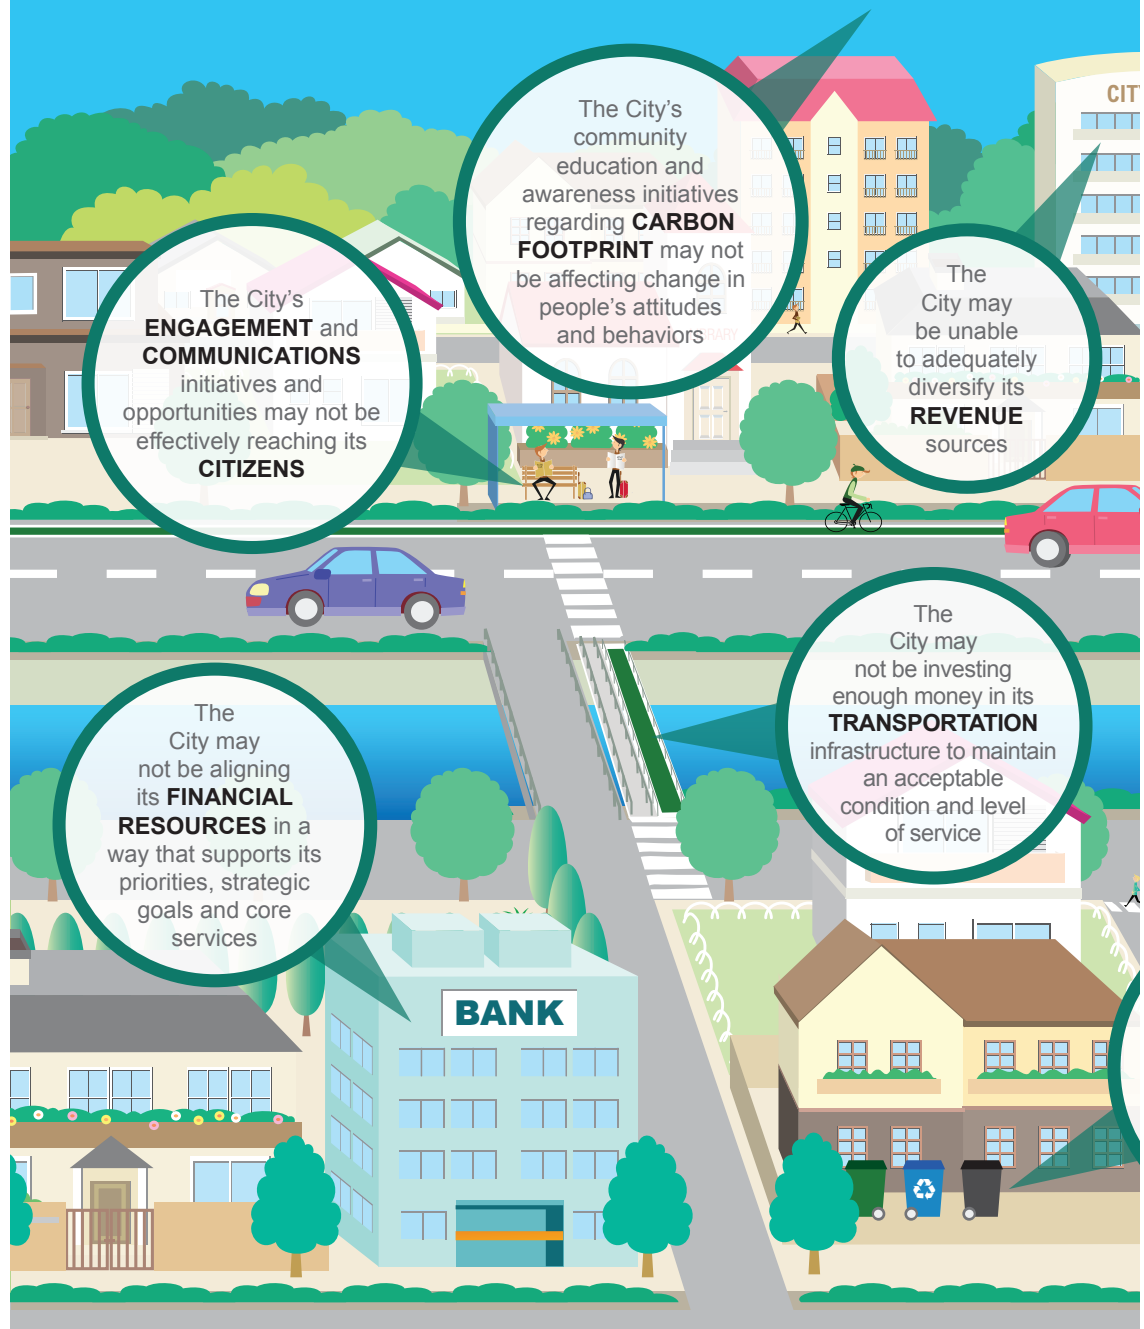 The City's
community
education and
awareness initiatives
regarding CARBON
FOOTPRINT may not
be affecting change in
people's attitudes
and behaviors
CIT
The City's
ENGAGEMENT and
COMMUNICATIONS
initiatives and
opportunities may not be
effectively reaching its
CITIZENS
The
City may
be unable
to adequately
diversify its
REVENUE
sources
The
City may
not be investing
enough money in its
TRANSPORTATION
infrastructure to maintain
an acceptable
condition and level
of service
The
City may
not be aligning
its FINANCIAL
RESOURCES in a
way that supports its
priorities, strategic
goals and core
services
BANK